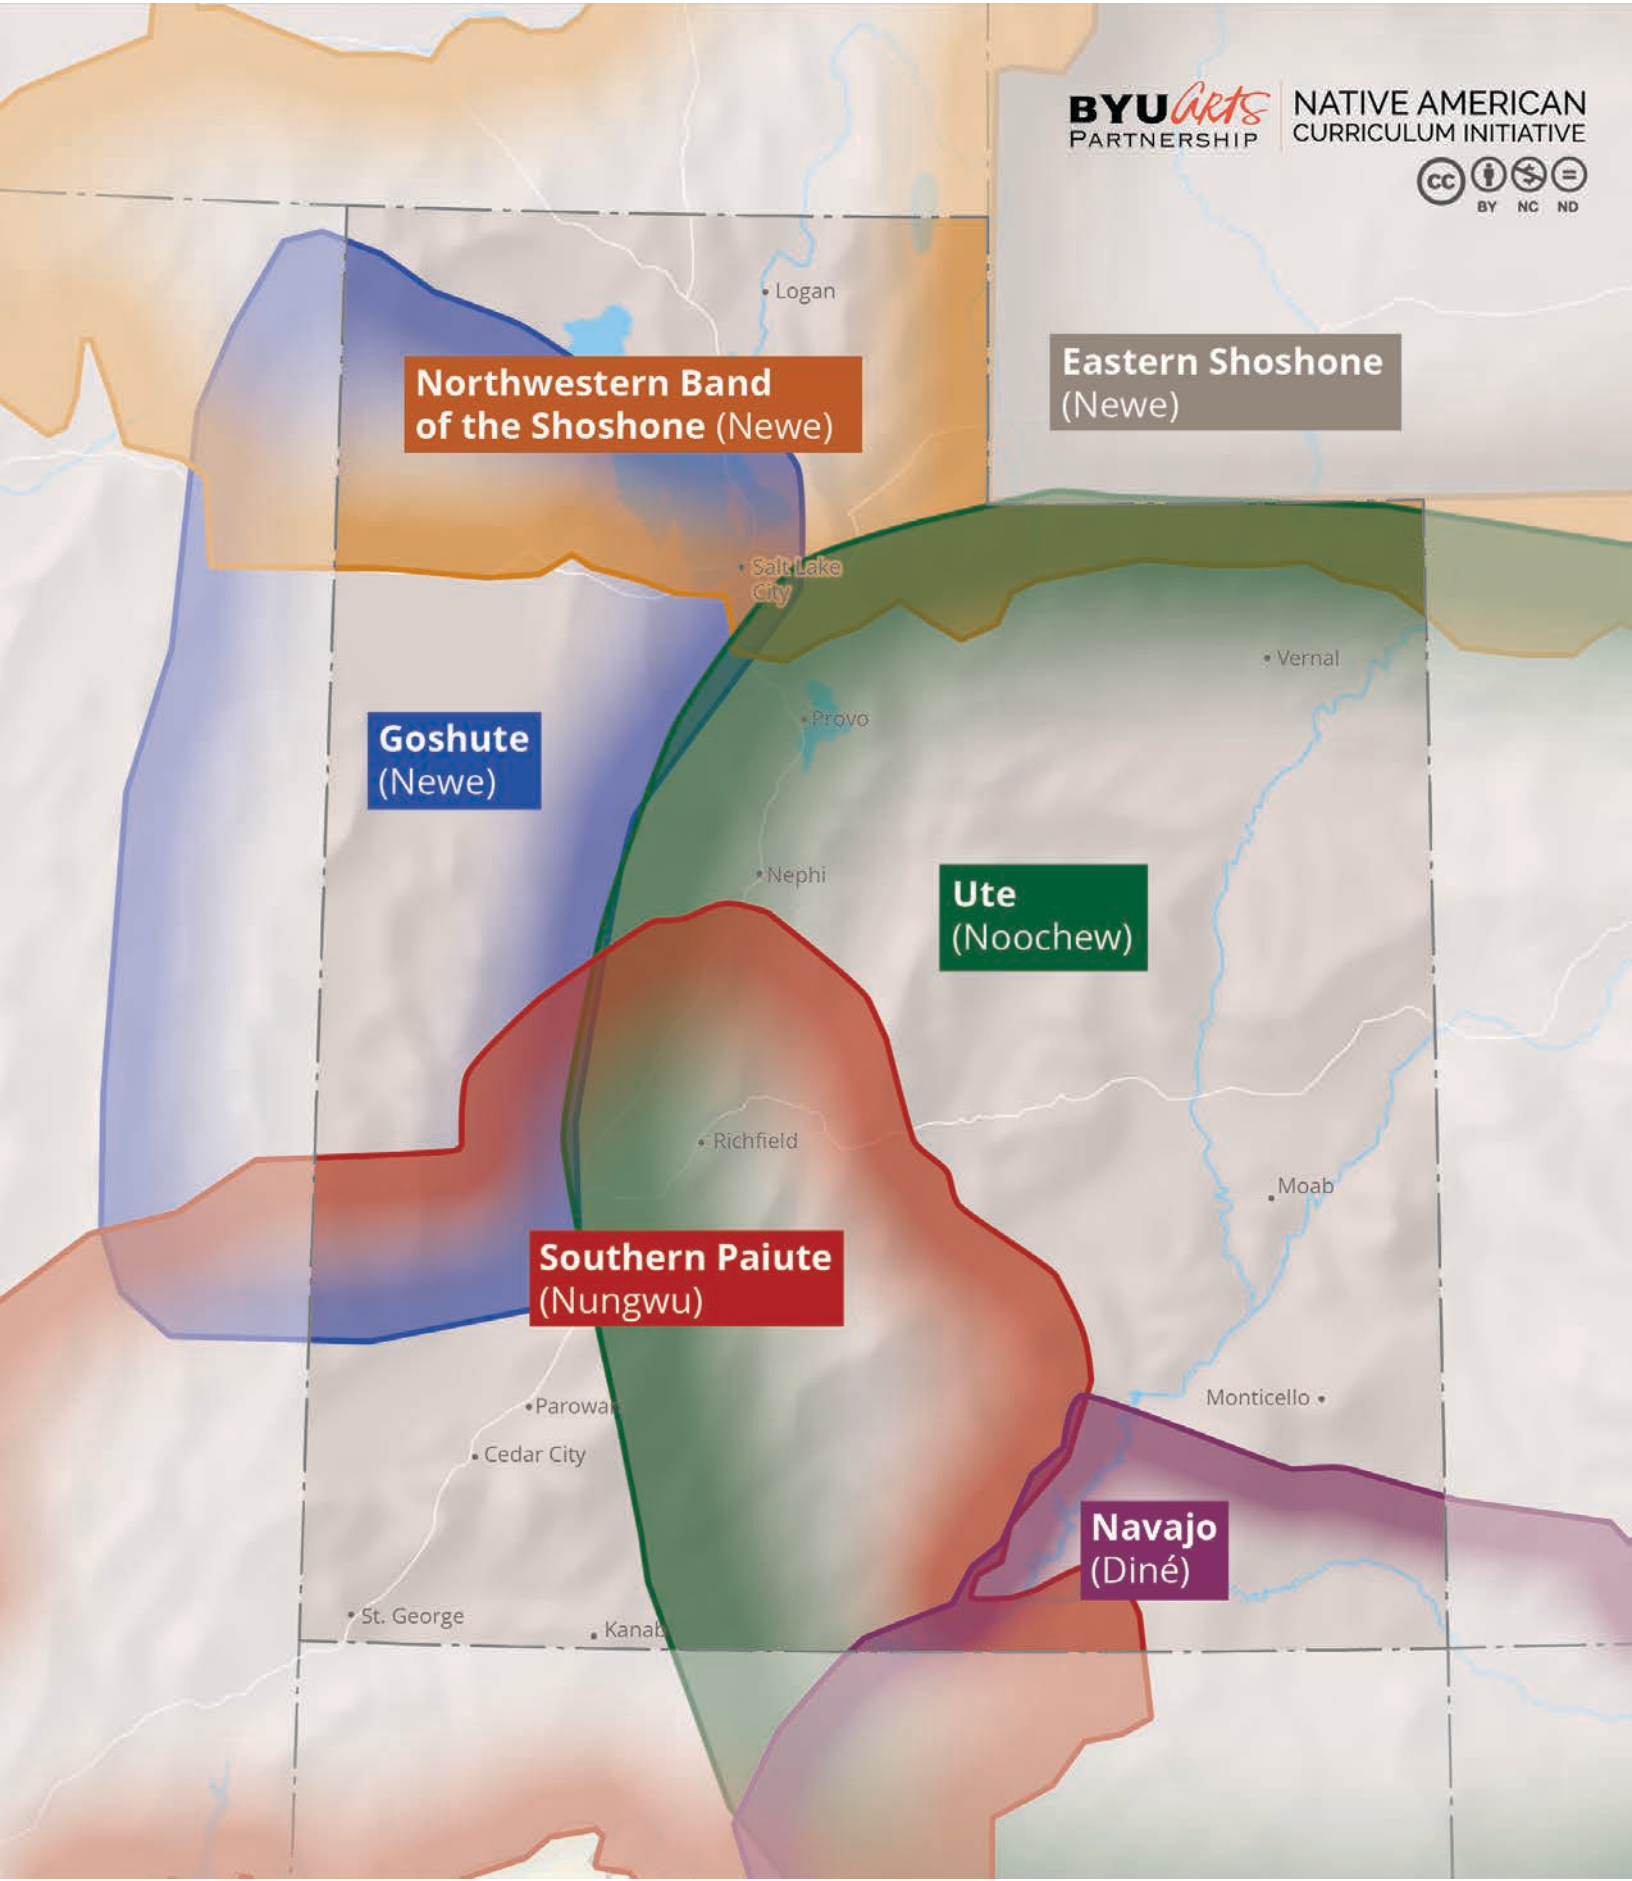 BYU arts
PARTNERSHIP
NATIVE AMERICAN
CURRICULUM INITIATIVE
cc
BY NC ND
Logan
Northwestern Band
of the Shoshone (Newe)
Eastern Shoshone
(Newe)
Salt Lake
City
Vernal
Provo
Goshute
(Newe)
Nephi
Ute
(Noochew)
Richfield
Moab
Southern Paiute
(Nungwu)
Parowan
Monticello
Cedar City
Navajo
(Diné)
St. George
Kanab